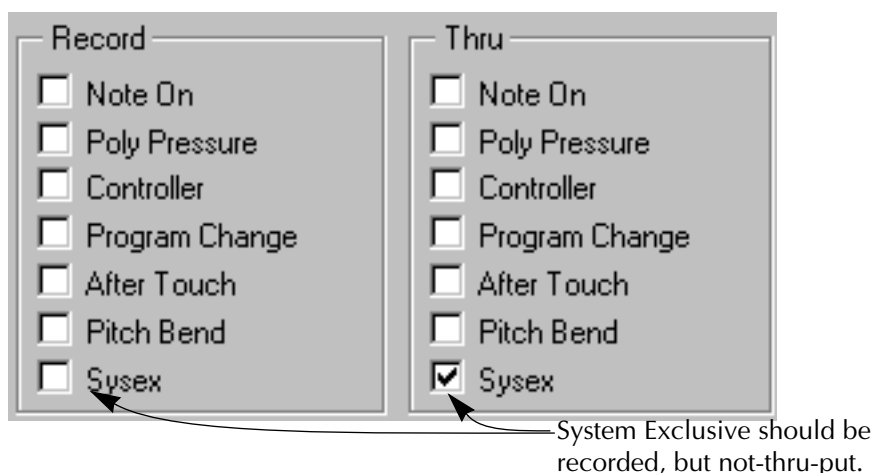 Record
Note On
Poly Pressure
Controller
Program Change
After Touch
Pitch Bend
Sysex
Thru
Note On
Poly Pressure
Controller
Program Change
After Touch
Pitch Bend
Sysex
System Exclusive should be
recorded, but not-thru-put.